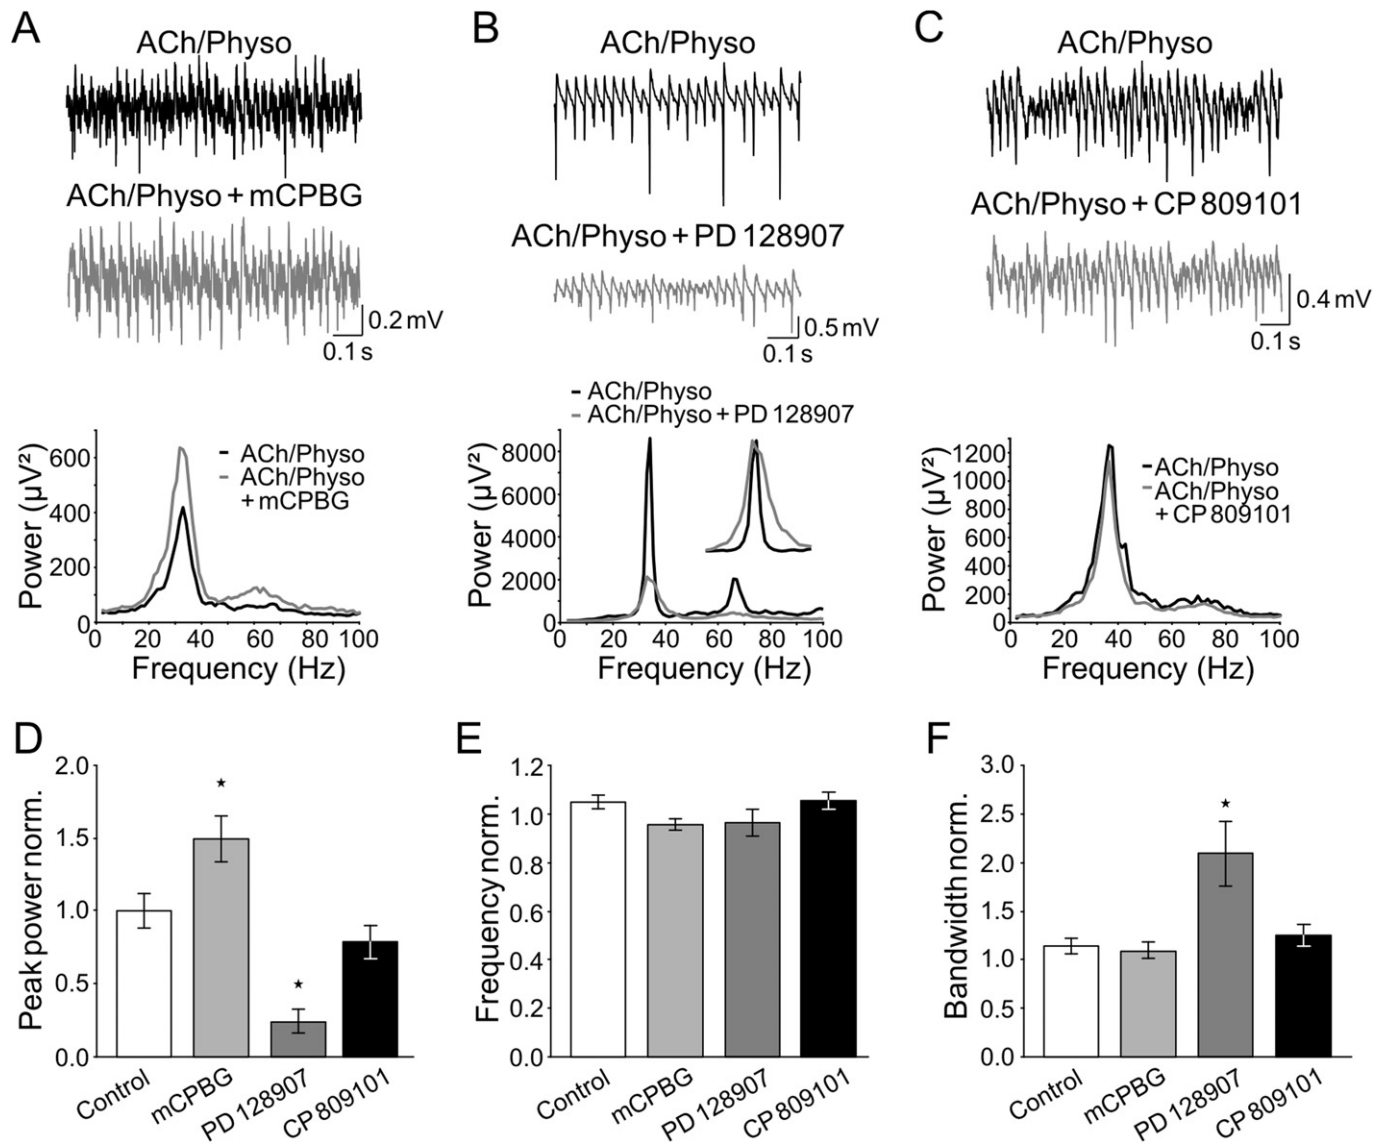 A
ACh/Physo
ACh/Physo + mCPBG
0.2 mV
0.1 s
B
ACh/Physo
ACh/Physo + PD 128907
0.5 mV
0.1 s
C
ACh/Physo
ACh/Physo + CP 809101
0.4 mV
0.1 s
Power (µV²)
600
400
200
0
0 20 40 60 80 100
Frequency (Hz)
ACh/Physo
ACh/Physo
+ mCPBG
ACh/Physo
ACh/Physo + PD 128907
Power (µV²)
8000
6000
4000
2000
0
0 20 40 60 80 100
Frequency (Hz)
Power (µV²)
1200
1000
800
600
400
200
0
0 20 40 60 80 100
Frequency (Hz)
ACh/Physo
ACh/Physo
+ CP 809101
D
Peak power norm.
2.0
1.5
1.0
0.5
0.0
Control
mCPBG
PD 128907
CP 809101
E
Frequency norm.
1.2
1.0
0.8
0.6
0.4
0.2
0.0
Control
mCPBG
PD 128907
CP 809101
F
Bandwidth norm.
3.0
2.5
2.0
1.5
1.0
0.5
0.0
Control
mCPBG
PD 128907
CP 809101